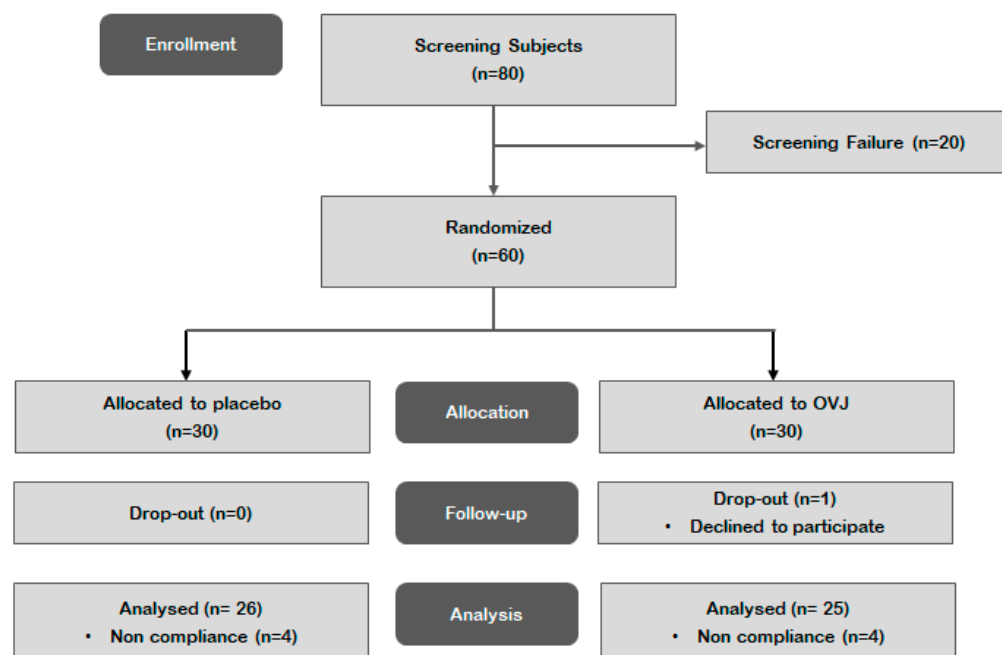 Enrollment
Screening Subjects
(n=80)
Screening Failure (n=20)
Randomized
(n=60)
Allocated to placebo
(n=30)
Allocation
Allocated to OVJ
(n=30)
Drop-out (n=0)
Follow-up
Drop-out (n=1)
• Declined to participate
Analysed (n= 26)
• Non compliance (n=4)
Analysis
Analysed (n= 25)
• Non compliance (n=4)